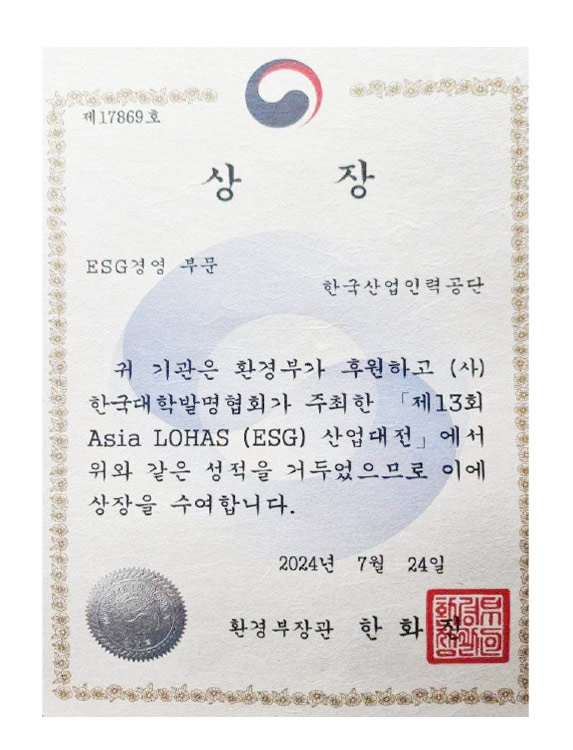 제17869호
상 장
ESG경영 부문
한국산업인력공단
귀 기관은 환경부가 후원하고 (사)
한국대학발명협회가 주최한 「제13회
Asia LOHAS (ESG) 산업대전」에서
위와 같은 성적을 거두었으므로 이에
상장을 수여합니다.
2024년 7월 24일
환경부장관 한 화 진